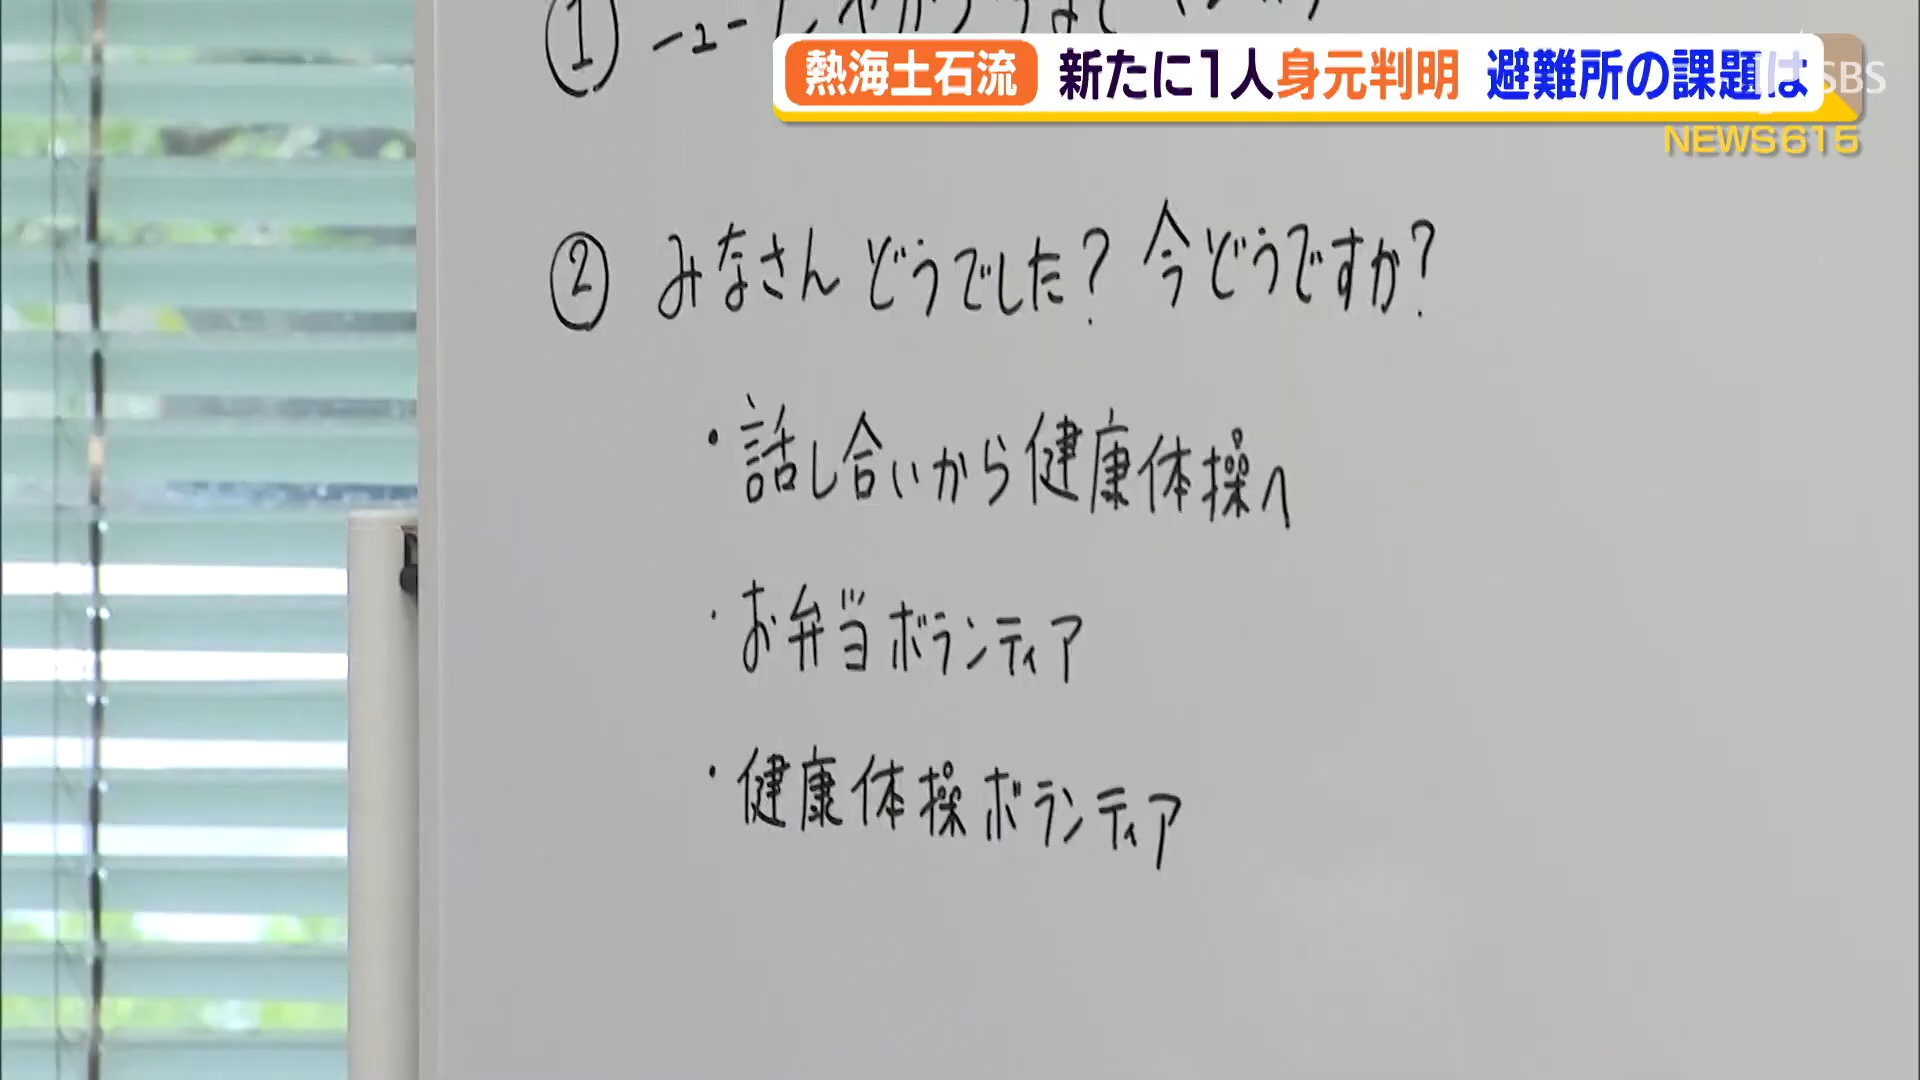 ①
熱海土石流 新たに1人身元判明 避難所の課題は
SBS
NEWS615
② みなさん どうでした? 今どうですか?
・話し合いから健康体操へ
・お弁当ボランティア
・健康体操ボランティア